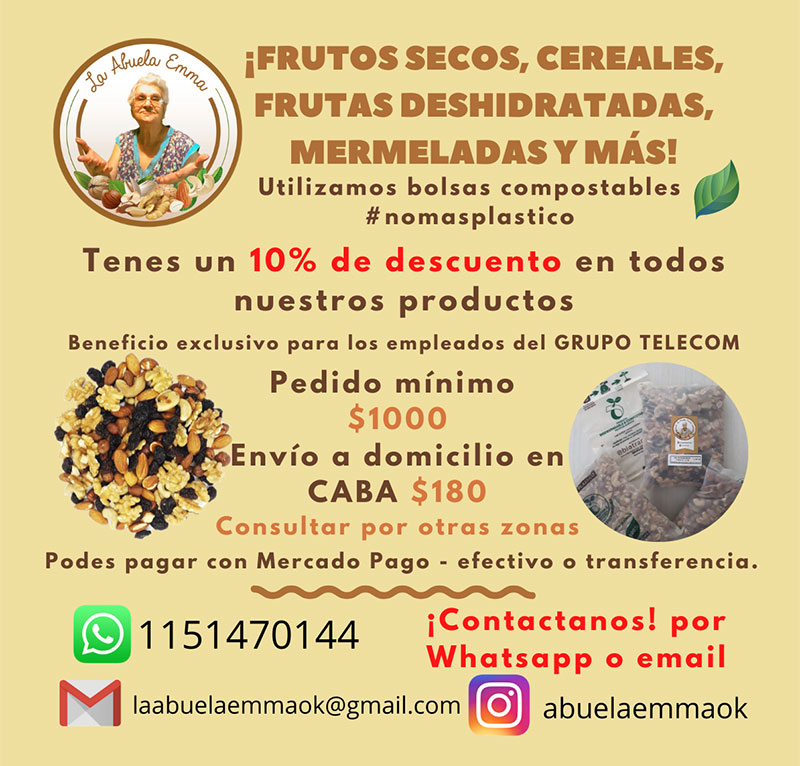 La Abuela Emma
¡FRUTOS SECOS, CEREALES,
FRUTAS DESHIDRATADAS,
MERMELADAS Y MÁS!
Utilizamos bolsas compostables
#nomasplastico
Tenes un 10% de descuento en todos
nuestros productos
Beneficio exclusivo para los empleados del GRUPO TELECOM
Pedido mínimo
$1000
Envío a domicilio en
CABA $180
Consultar por otras zonas
Podes pagar con Mercado Pago - efectivo o transferencia.
1151470144
¡Contactanos! por
Whatsapp o email
laabuelaemmaok@gmail.com
abuelaemmaok